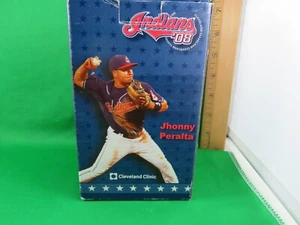 Indians
'08
Jhonny
Peralta
Cleveland Clinic